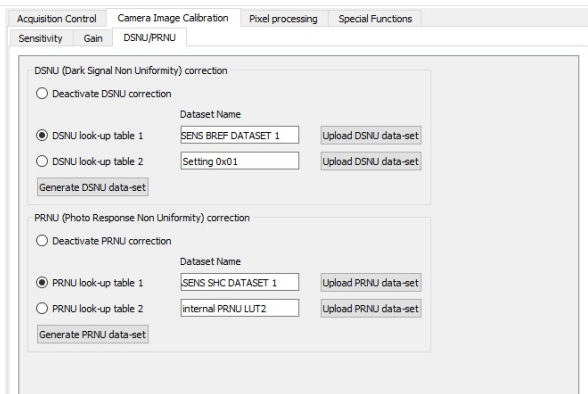 Acquisition Control Camera Image Calibration Pixel processing Special Functions
Sensitivity Gain DSNU/PRNU
DSNU (Dark Signal Non Uniformity) correction
Deactivate DSNU correction
Dataset Name
DSNU look-up table 1 SENS BREF DATASET 1 Upload DSNU data-set
DSNU look-up table 2 Setting 0x01 Upload DSNU data-set
Generate DSNU data-set
PRNU (Photo Response Non Uniformity) correction
Deactivate PRNU correction
Dataset Name
PRNU look-up table 1 .SENS SHC DATASET 1 Upload PRNU data-set
PRNU look-up table 2 internal PRNU LUT2 Upload PRNU data-set
Generate PRNU data-set